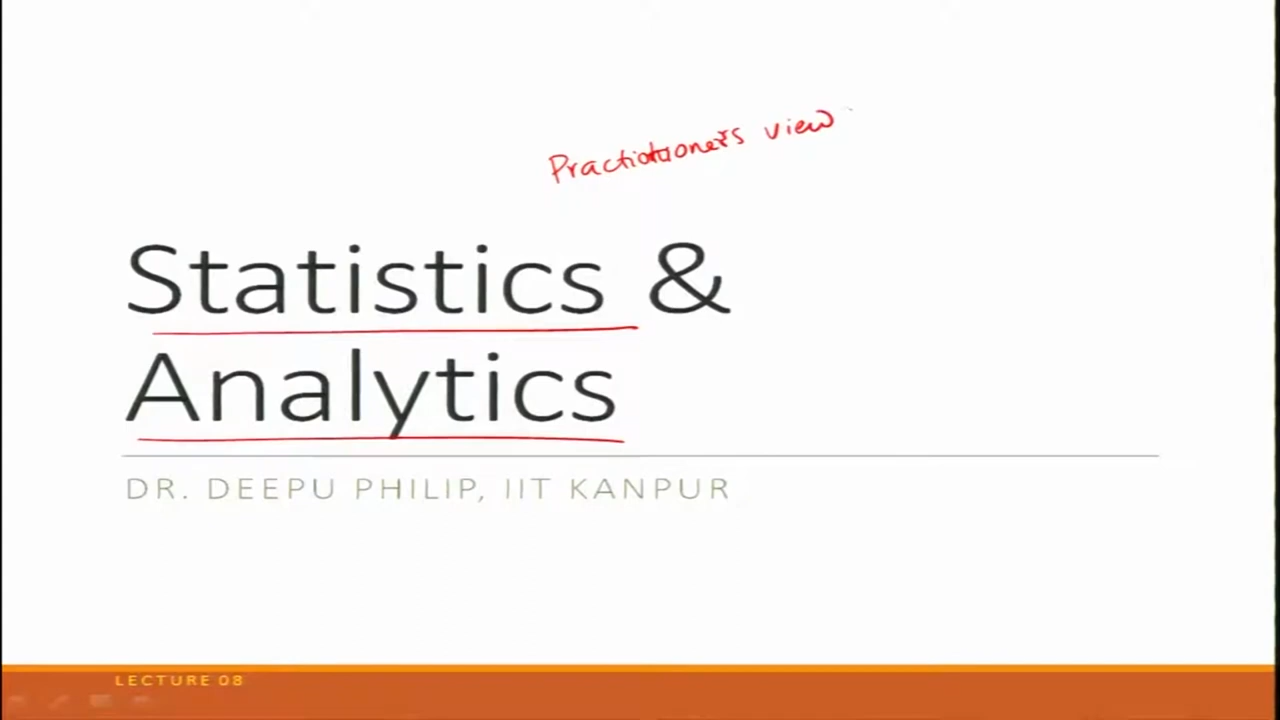 Practitioners view
Statistics &
Analytics
DR. DEEPU PHILIP, IIT KANPUR
LECTURE 08